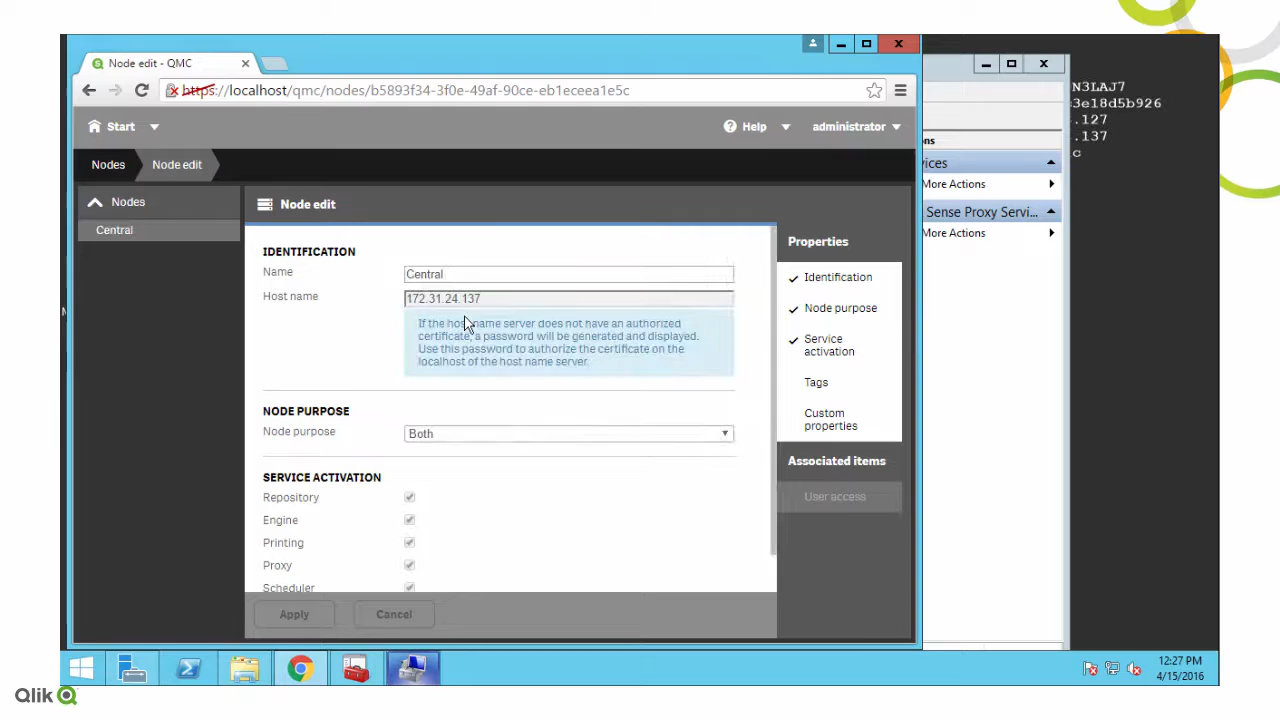 Node edit - QMC
https://localhost/qmc/nodes/b5893f34-3f0e-49af-90ce-eb1eceea1e5c
Start
Help
administrator
Nodes
Node edit
Nodes
Central
Node edit
IDENTIFICATION
Name
Central
Host name
172.31.24.137
If the host name server does not have an authorized
certificate, a password will be generated and displayed.
Use this password to authorize the certificate on the
localhost of the host name server.
NODE PURPOSE
Node purpose
Both
SERVICE ACTIVATION
Repository
Engine
Printing
Proxy
Scheduler
Apply
Cancel
Properties
Identification
Node purpose
Service
activation
Tags
Custom
properties
Associated items
User access
ns
vices
More Actions
Sense Proxy Servi...
More Actions
N3LAJ7
3e18d5b926
.127
.137
c
12:27 PM
4/15/2016
Qlik